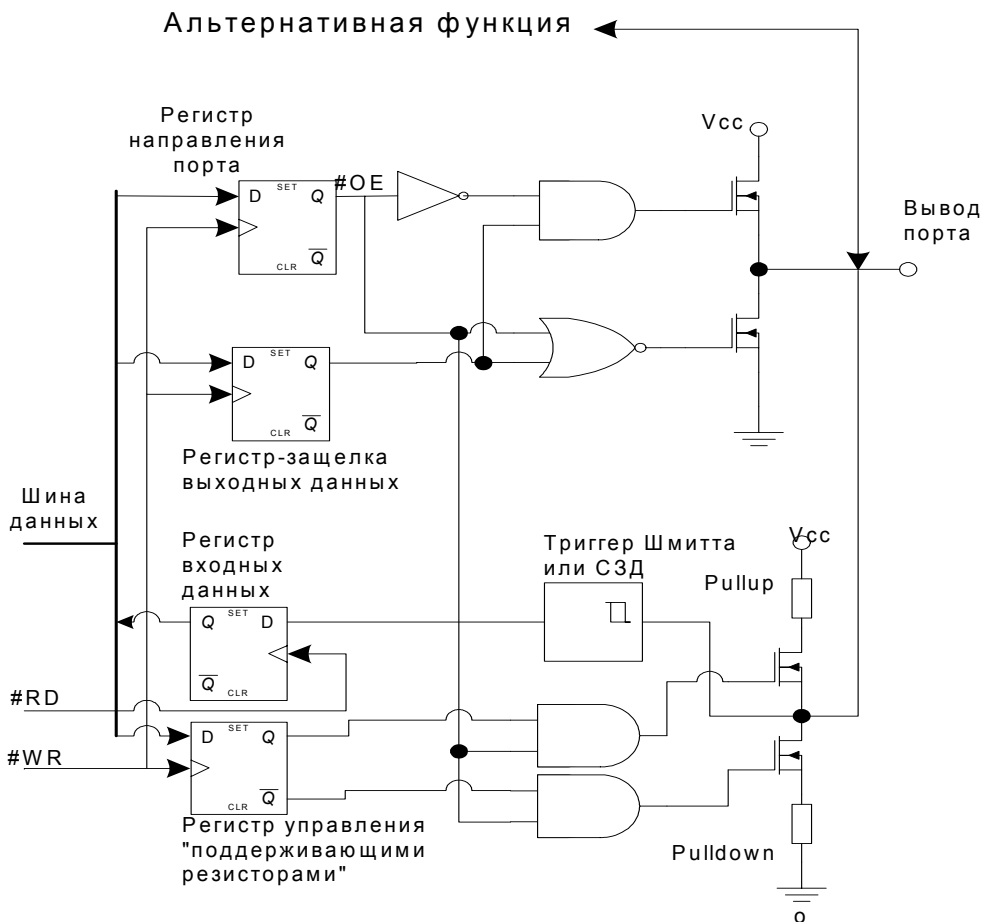 Альтернативная функция
Регистр
направления
порта
Vcc
#OE
SET
D
Q
Q
CLR
Вывод
порта
SET
D
Q
Q
CLR
Регистр-защелка
выходных данных
Шина
данных
Регистр
входных
данных
Триггер Шмитта
или СЗД
Vcc
Pullup
SET
Q
D
Q
CLR
#RD
SET
D
Q
#WR
Q
CLR
Регистр управления
"поддерживающими
резисторами"
Pulldown
o